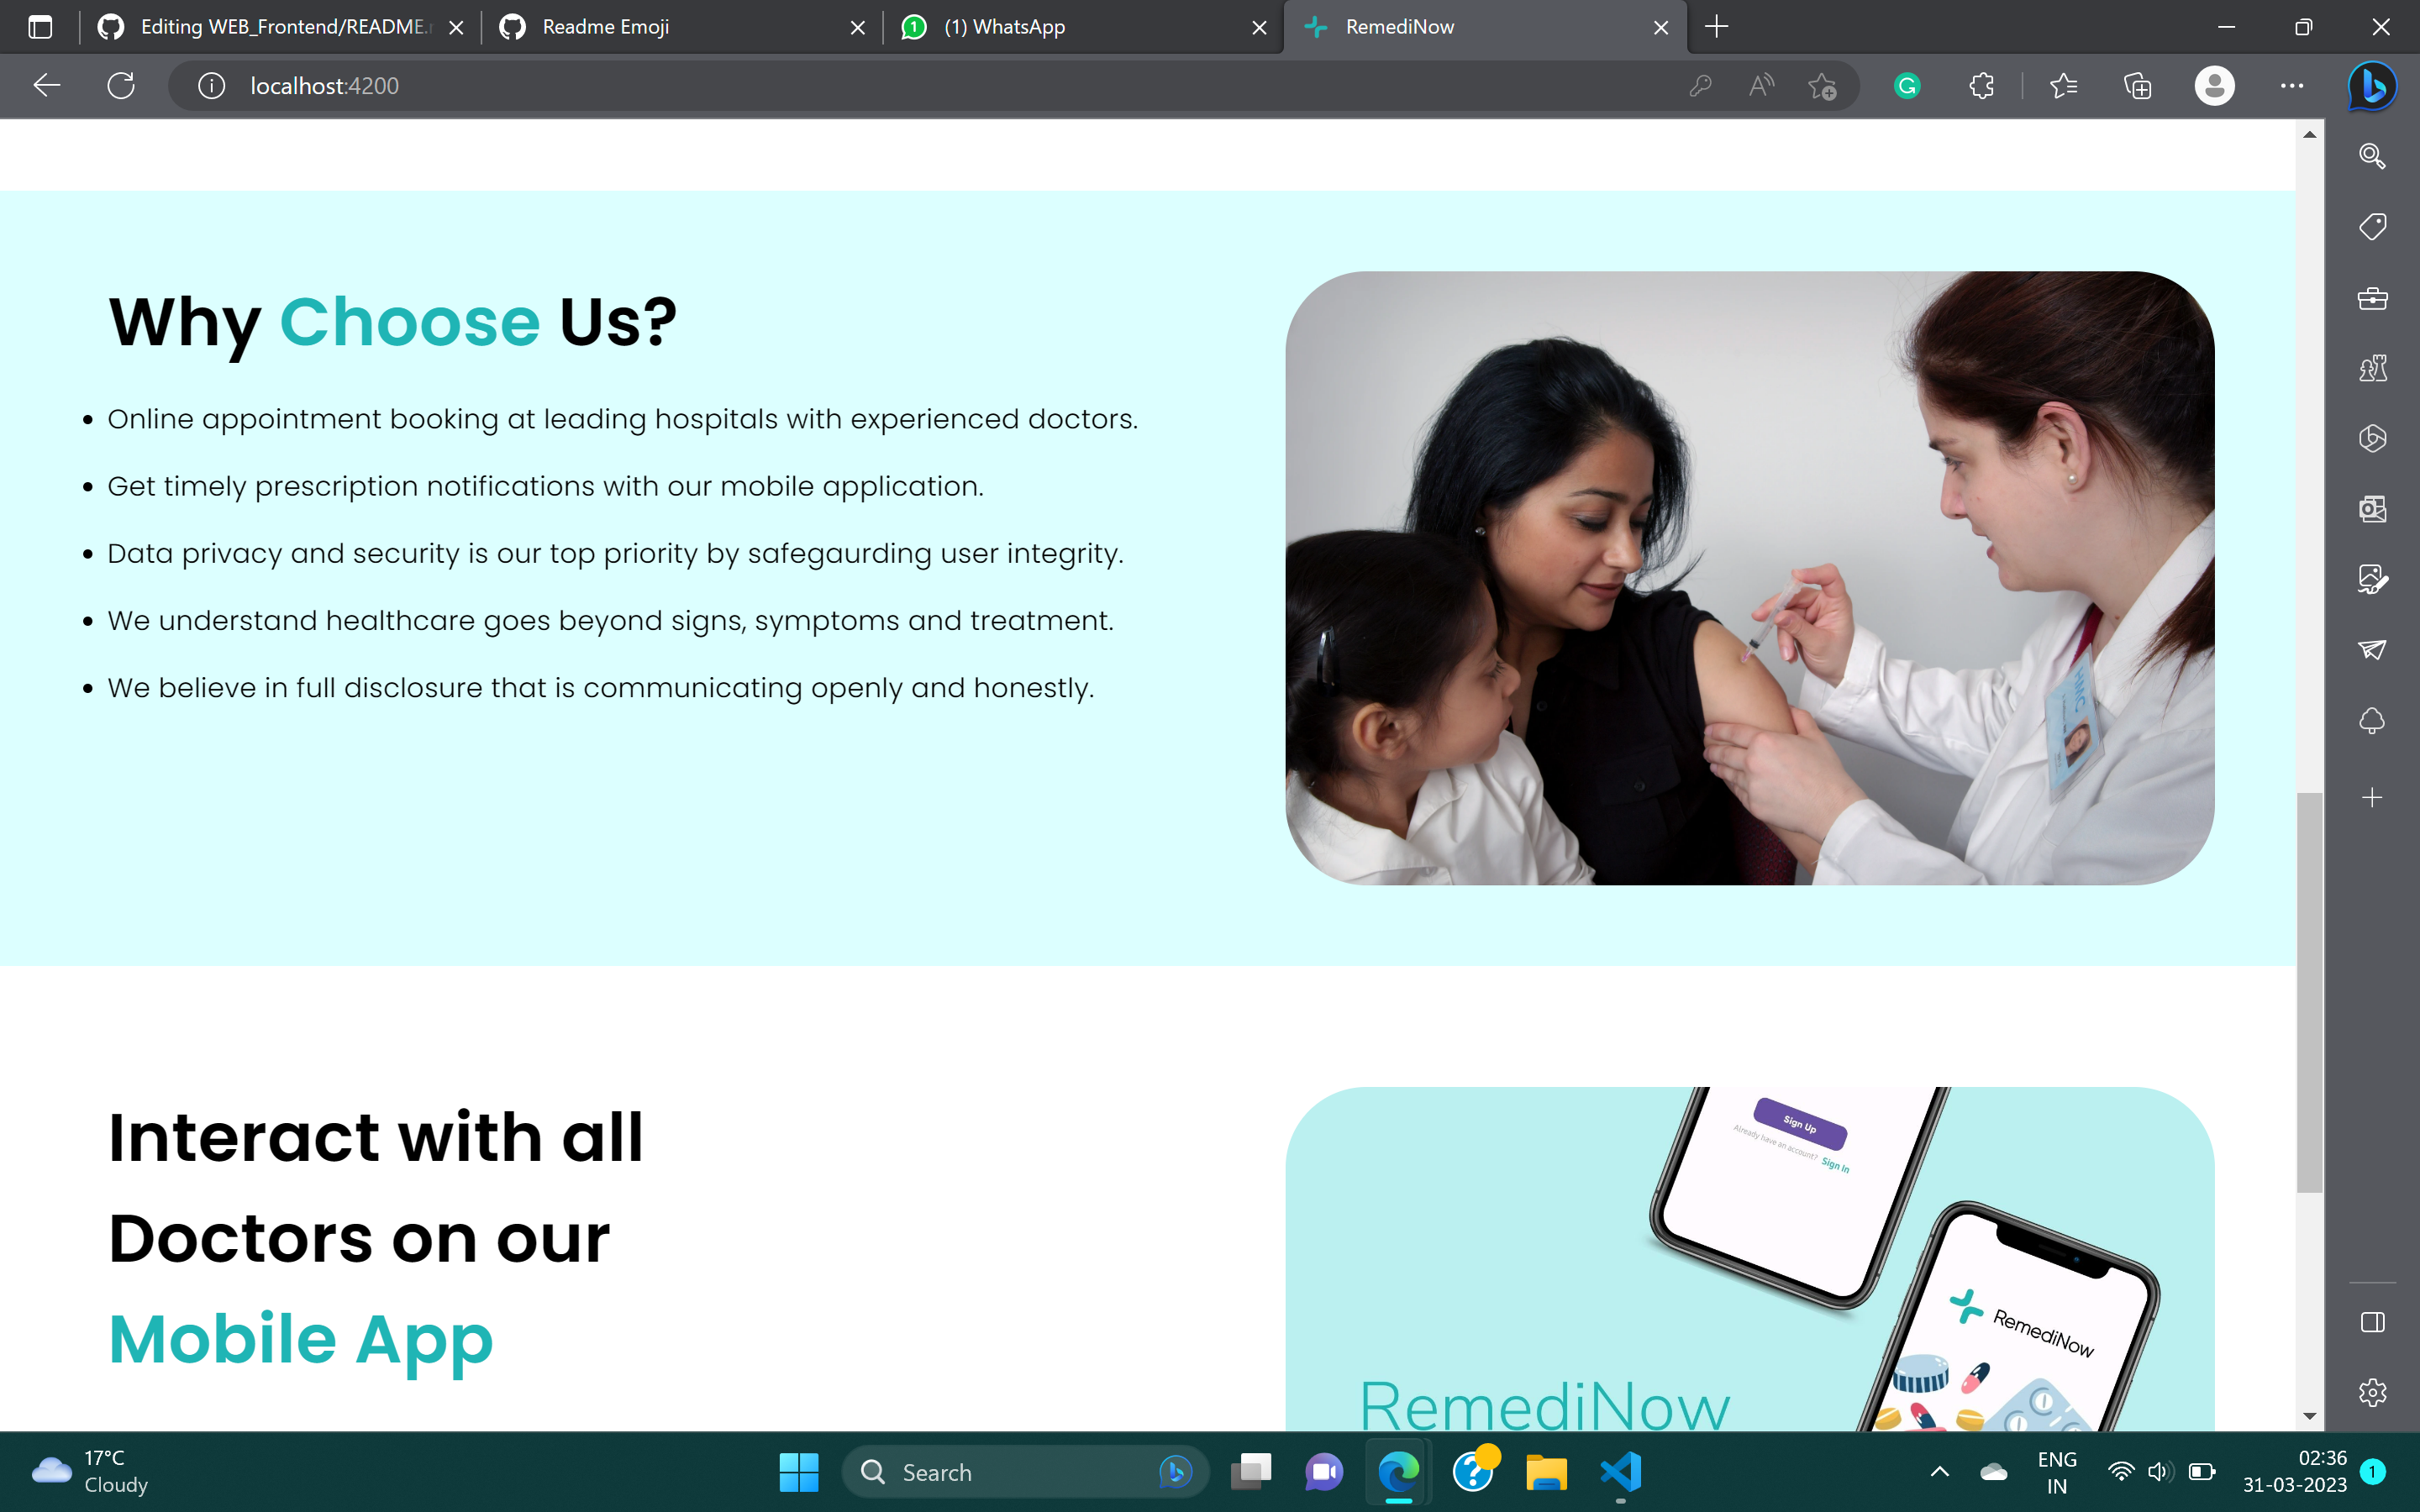 Editing WEB_Frontend/README.
Readme Emoji
(1) WhatsApp
RemediNow
localhost:4200
Why Choose Us?
Online appointment booking at leading hospitals with experienced doctors.
Get timely prescription notifications with our mobile application.
Data privacy and security is our top priority by safegaurding user integrity.
We understand healthcare goes beyond signs, symptoms and treatment.
We believe in full disclosure that is communicating openly and honestly.
HMC
Interact with all
Doctors on our
Mobile App
Sign Up
Already have an account? Sign In
RemediNow
RemediNow
17°C
Cloudy
Search
ENG
IN
02:36
31-03-2023
1